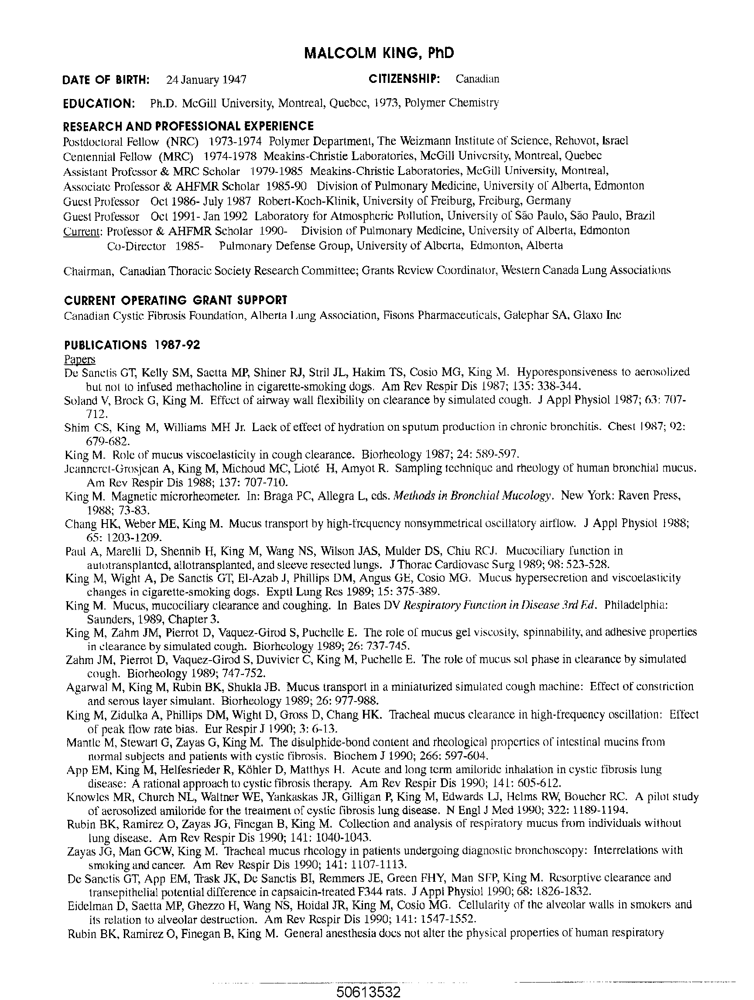 MALCOLM KING, PhD
DATE OF BIRTH: 24 January 1947 CITIZENSHIP: Canadian
EDUCATION: Ph.D. McGill University, Montreal, Quebec, 1973, Polymer Chemistry
RESEARCH AND PROFESSIONAL EXPERIENCE
Postdoctoral Fellow (NRC) 1973-1974 Polymer Department, The Weizmann Institute of Science, Rehovot, Israel
Centennial Fellow (MRC) 1974-1978 Meakins-Christie Laboratories, McGill University, Montreal, Quebec
Assistant Professor & MRC Scholar 1979-1985 Meakins-Christie Laboratories, McGill University, Montreal,
Associate Professor & AHFMR Scholar 1985-90 Division of Pulmonary Medicine, University of Alberta, Edmonton
Guest Professor Oct 1986- July 1987 Robert-Koch-Klinik, University of Freiburg, Freiburg, Germany
Guest Professor Oct 1991- Jan 1992 Laboratory for Atmospheric Pollution, University of São Paulo, São Paulo, Brazil
Current: Professor & AHFMR Scholar 1990- Division of Pulmonary Medicine, University of Alberta, Edmonton
Co-Director 1985- Pulmonary Defense Group, University of Alberta, Edmonton, Alberta
Chairman, Canadian Thoracic Society Research Committee; Grants Review Coordinator, Western Canada Lung Associations
CURRENT OPERATING GRANT SUPPORT
Canadian Cystic Fibrosis Foundation, Alberta Lung Association, Fisons Pharmaceuticals, Galephar SA, Glaxo Inc
PUBLICATIONS 1987-92
Papers
De Sanctis GT, Kelly SM, Saetta MP, Shiner RJ, Stril JL, Hakim TS, Cosio MG, King M. Hyporesponsiveness to aerosolized
but not to infused methacholine in cigarette-smoking dogs. Am Rev Respir Dis 1987; 135: 338-344.
Soland V, Brock G, King M. Effect of airway wall flexibility on clearance by simulated cough. J Appl Physiol 1987; 63: 707-
712.
Shim CS, King M, Williams MH Jr. Lack of effect of hydration on sputum production in chronic bronchitis. Chest 1987; 92:
679-682.
King M. Role of mucus viscoelasticity in cough clearance. Biorheology 1987; 24: 589-597.
Jeanneret-Grosjean A, King M, Michoud MC, Lioté H, Amyot R. Sampling technique and rheology of human bronchial mucus.
Am Rev Respir Dis 1988; 137: 707-710.
King M. Magnetic microrheometer. In: Braga PC, Allegra L, eds. Methods in Bronchial Mucology. New York: Raven Press,
1988; 73-83.
Chang HK, Weber ME, King M. Mucus transport by high-frequency nonsymmetrical oscillatory airflow. J Appl Physiol 1988;
65: 1203-1209.
Paul A, Marelli D, Shennib H, King M, Wang NS, Wilson JAS, Mulder DS, Chiu RCJ. Mucociliary function in
autotransplanted, allotransplanted, and sleeve resected lungs. J Thorac Cardiovasc Surg 1989; 98: 523-528.
King M, Wight A, De Sanctis GT, El-Azab J, Phillips DM, Angus GE, Cosio MG. Mucus hypersecretion and viscoelasticity
changes in cigarette-smoking dogs. Exptl Lung Res 1989; 15: 375-389.
King M. Mucus, mucociliary clearance and coughing. In Bates DV Respiratory Function in Disease 3rd Ed. Philadelphia:
Saunders, 1989, Chapter 3.
King M, Zahm JM, Pierrot D, Vaquez-Girod S, Puchelle E. The role of mucus gel viscosity, spinnability, and adhesive properties
in clearance by simulated cough. Biorheology 1989; 26: 737-745.
Zahm JM, Pierrot D, Vaquez-Girod S, Duvivier C, King M, Puchelle E. The role of mucus sol phase in clearance by simulated
cough. Biorheology 1989; 747-752.
Agarwal M, King M, Rubin BK, Shukla JB. Mucus transport in a miniaturized simulated cough machine: Effect of constriction
and serous layer simulant. Biorheology 1989; 26: 977-988.
King M, Zidulka A, Phillips DM, Wight D, Gross D, Chang HK. Tracheal mucus clearance in high-frequency oscillation: Effect
of peak flow rate bias. Eur Respir J 1990; 3: 6-13.
Mantle M, Stewart G, Zayas G, King M. The disulphide-bond content and rheological properties of intestinal mucins from
normal subjects and patients with cystic fibrosis. Biochem J 1990; 266: 597-604.
App EM, King M, Helfesrieder R, Köhler D, Matthys H. Acute and long term amiloride inhalation in cystic fibrosis lung
disease: A rational approach to cystic fibrosis therapy. Am Rev Respir Dis 1990; 141: 605-612.
Knowles MR, Church NL, Waltner WE, Yankaskas JR, Gilligan P, King M, Edwards LJ, Helms RW, Boucher RC. A pilot study
of aerosolized amiloride for the treatment of cystic fibrosis lung disease. N Engl J Med 1990; 322: 1189-1194.
Rubin BK, Ramirez O, Zayas JG, Finegan B, King M. Collection and analysis of respiratory mucus from individuals without
lung disease. Am Rev Respir Dis 1990; 141: 1040-1043.
Zayas JG, Man GCW, King M. Tracheal mucus rheology in patients undergoing diagnostic bronchoscopy: Interrelations with
smoking and cancer. Am Rev Respir Dis 1990; 141: 1107-1113.
De Sanctis GT, App EM, Trask JK, De Sanctis BI, Remmers JE, Green FHY, Man SFP, King M. Resorptive clearance and
transepithelial potential difference in capsaicin-treated F344 rats. J Appl Physiol 1990; 68: 1826-1832.
Eidelman D, Saetta MP, Ghezzo H, Wang NS, Hoidal JR, King M, Cosio MG. Cellularity of the alveolar walls in smokers and
its relation to alveolar destruction. Am Rev Respir Dis 1990; 141: 1547-1552.
Rubin BK, Ramirez O, Finegan B, King M. General anesthesia does not alter the physical properties of human respiratory
50613532